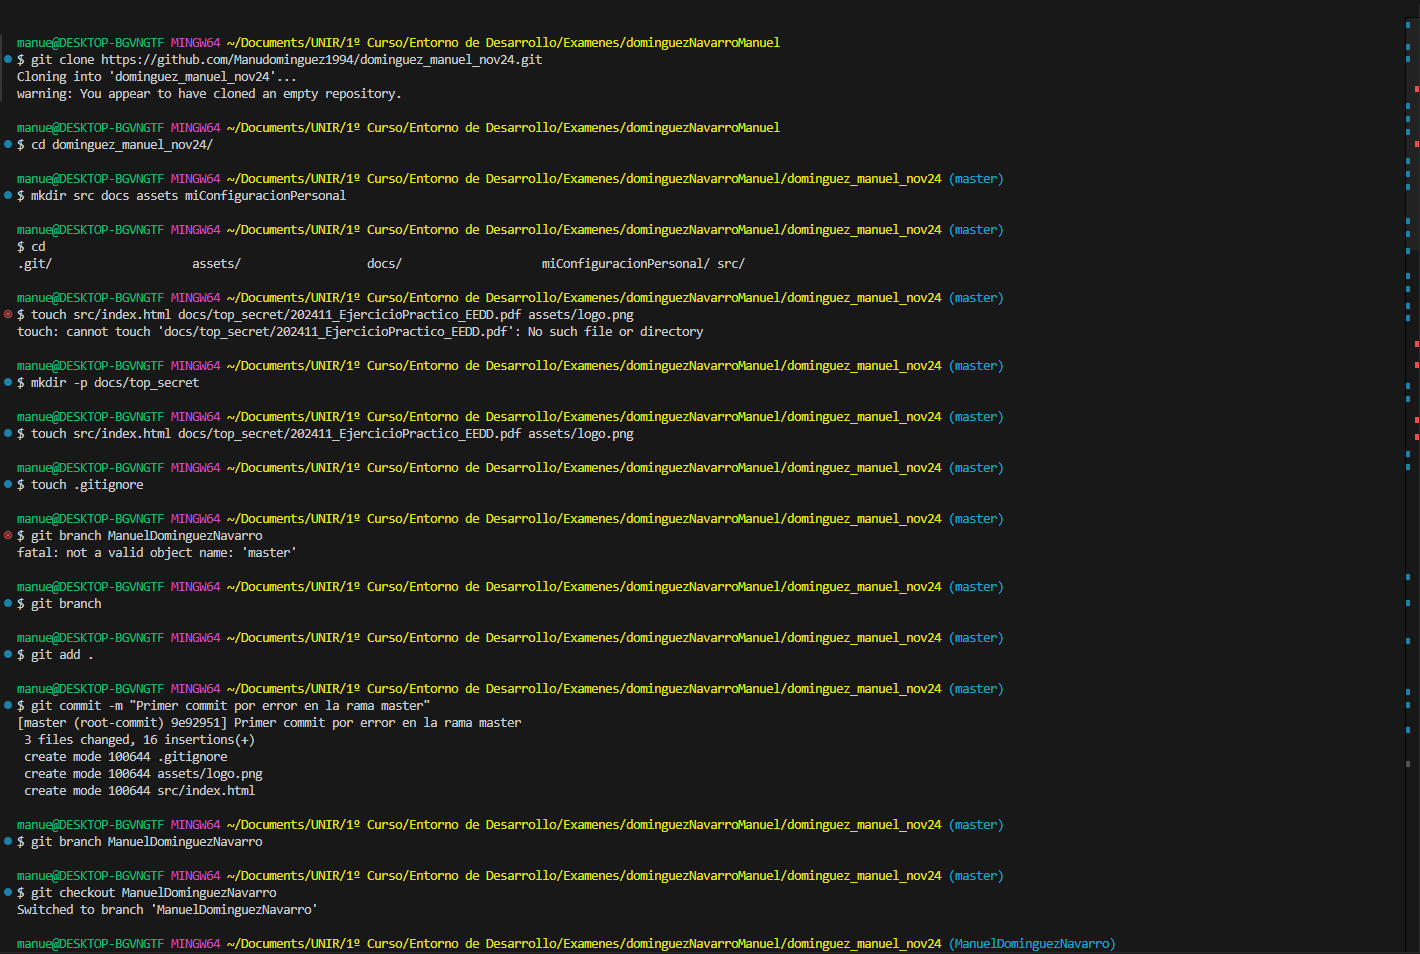 manue@DESKTOP-BGVNGTF MINGW64 ~/Documents/UNIR/1º Curso/Entorno de Desarrollo/Examenes/dominguezNavarroManuel
$ git clone https://github.com/Manudominguez1994/dominguez_manuel_nov24.git
Cloning into 'dominguez_manuel_nov24'...
warning: You appear to have cloned an empty repository.
manue@DESKTOP-BGVNGTF MINGW64 ~/Documents/UNIR/1º Curso/Entorno de Desarrollo/Examenes/dominguezNavarroManuel
$ cd dominguez_manuel_nov24/
manue@DESKTOP-BGVNGTF MINGW64 ~/Documents/UNIR/1º Curso/Entorno de Desarrollo/Examenes/dominguezNavarroManuel/dominguez_manuel_nov24 (master)
$ mkdir src docs assets miConfiguracionPersonal
manue@DESKTOP-BGVNGTF MINGW64 ~/Documents/UNIR/1º Curso/Entorno de Desarrollo/Examenes/dominguezNavarroManuel/dominguez_manuel_nov24 (master)
$ cd
.git/ assets/ docs/ miConfiguracionPersonal/ src/
manue@DESKTOP-BGVNGTF MINGW64 ~/Documents/UNIR/1º Curso/Entorno de Desarrollo/Examenes/dominguezNavarroManuel/dominguez_manuel_nov24 (master)
$ touch src/index.html docs/top_secret/202411_EjercicioPractico_EEDD.pdf assets/logo.png
touch: cannot touch 'docs/top_secret/202411_EjercicioPractico_EEDD.pdf': No such file or directory
manue@DESKTOP-BGVNGTF MINGW64 ~/Documents/UNIR/1º Curso/Entorno de Desarrollo/Examenes/dominguezNavarroManuel/dominguez_manuel_nov24 (master)
$ mkdir -p docs/top_secret
manue@DESKTOP-BGVNGTF MINGW64 ~/Documents/UNIR/1º Curso/Entorno de Desarrollo/Examenes/dominguezNavarroManuel/dominguez_manuel_nov24 (master)
$ touch src/index.html docs/top_secret/202411_EjercicioPractico_EEDD.pdf assets/logo.png
manue@DESKTOP-BGVNGTF MINGW64 ~/Documents/UNIR/1º Curso/Entorno de Desarrollo/Examenes/dominguezNavarroManuel/dominguez_manuel_nov24 (master)
$ touch .gitignore
manue@DESKTOP-BGVNGTF MINGW64 ~/Documents/UNIR/1º Curso/Entorno de Desarrollo/Examenes/dominguezNavarroManuel/dominguez_manuel_nov24 (master)
$ git branch ManuelDominguezNavarro
fatal: not a valid object name: 'master'
manue@DESKTOP-BGVNGTF MINGW64 ~/Documents/UNIR/1º Curso/Entorno de Desarrollo/Examenes/dominguezNavarroManuel/dominguez_manuel_nov24 (master)
$ git branch
manue@DESKTOP-BGVNGTF MINGW64 ~/Documents/UNIR/1º Curso/Entorno de Desarrollo/Examenes/dominguezNavarroManuel/dominguez_manuel_nov24 (master)
$ git add .
manue@DESKTOP-BGVNGTF MINGW64 ~/Documents/UNIR/1º Curso/Entorno de Desarrollo/Examenes/dominguezNavarroManuel/dominguez_manuel_nov24 (master)
$ git commit -m "Primer commit por error en la rama master"
[master (root-commit) 9e92951] Primer commit por error en la rama master
3 files changed, 16 insertions(+)
create mode 100644 .gitignore
create mode 100644 assets/logo.png
create mode 100644 src/index.html
manue@DESKTOP-BGVNGTF MINGW64 ~/Documents/UNIR/1º Curso/Entorno de Desarrollo/Examenes/dominguezNavarroManuel/dominguez_manuel_nov24 (master)
$ git branch ManuelDominguezNavarro
manue@DESKTOP-BGVNGTF MINGW64 ~/Documents/UNIR/1º Curso/Entorno de Desarrollo/Examenes/dominguezNavarroManuel/dominguez_manuel_nov24 (master)
$ git checkout ManuelDominguezNavarro
Switched to branch 'ManuelDominguezNavarro'
manue@DESKTOP-BGVNGTF MINGW64 ~/Documents/UNIR/1º Curso/Entorno de Desarrollo/Examenes/dominguezNavarroManuel/dominguez_manuel_nov24 (ManuelDominguezNavarro)